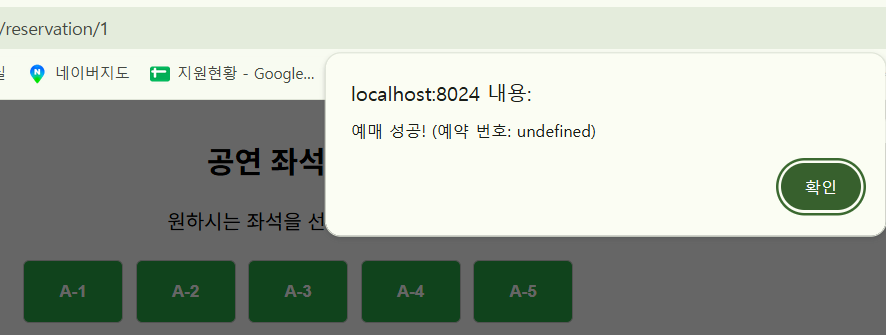 /reservation/1
네이버지도
지원현황 - Google...
localhost:8024 내용:
예매 성공! (예약 번호: undefined)
확인
공연 좌석
원하시는 좌석을 선
A-1
A-2
A-3
A-4
A-5